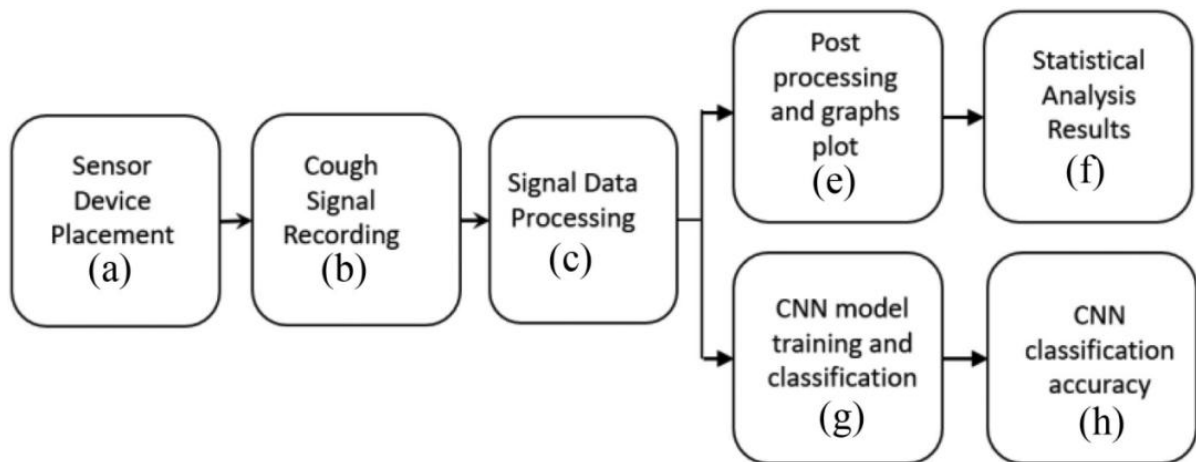 Sensor
Device
Placement
(a)
Cough
Signal
Recording
(b)
Signal Data
Processing
(c)
Post
processing
and graphs
plot
(e)
Statistical
Analysis
Results
(f)
CNN model
training and
classification
(g)
CNN
classification
accuracy
(h)